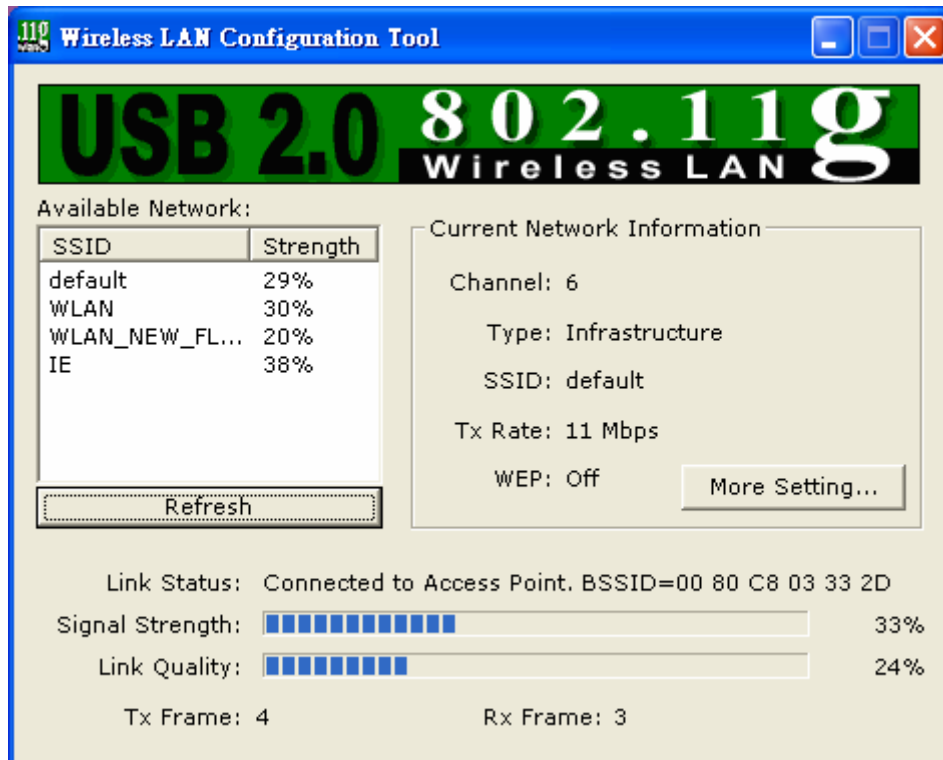 .11g Wireless LAN Configuration Tool
USB 2.0 802.11g
Wireless LAN
Available Network:
SSID Strength
default 29%
WLAN 30%
WLAN_NEW_FL... 20%
IE 38%
Refresh
Current Network Information
Channel: 6
Type: Infrastructure
SSID: default
Tx Rate: 11 Mbps
WEP: Off
More Setting...
Link Status: Connected to Access Point. BSSID=00 80 C8 03 33 2D
Signal Strength: 33%
Link Quality: 24%
Tx Frame: 4 Rx Frame: 3